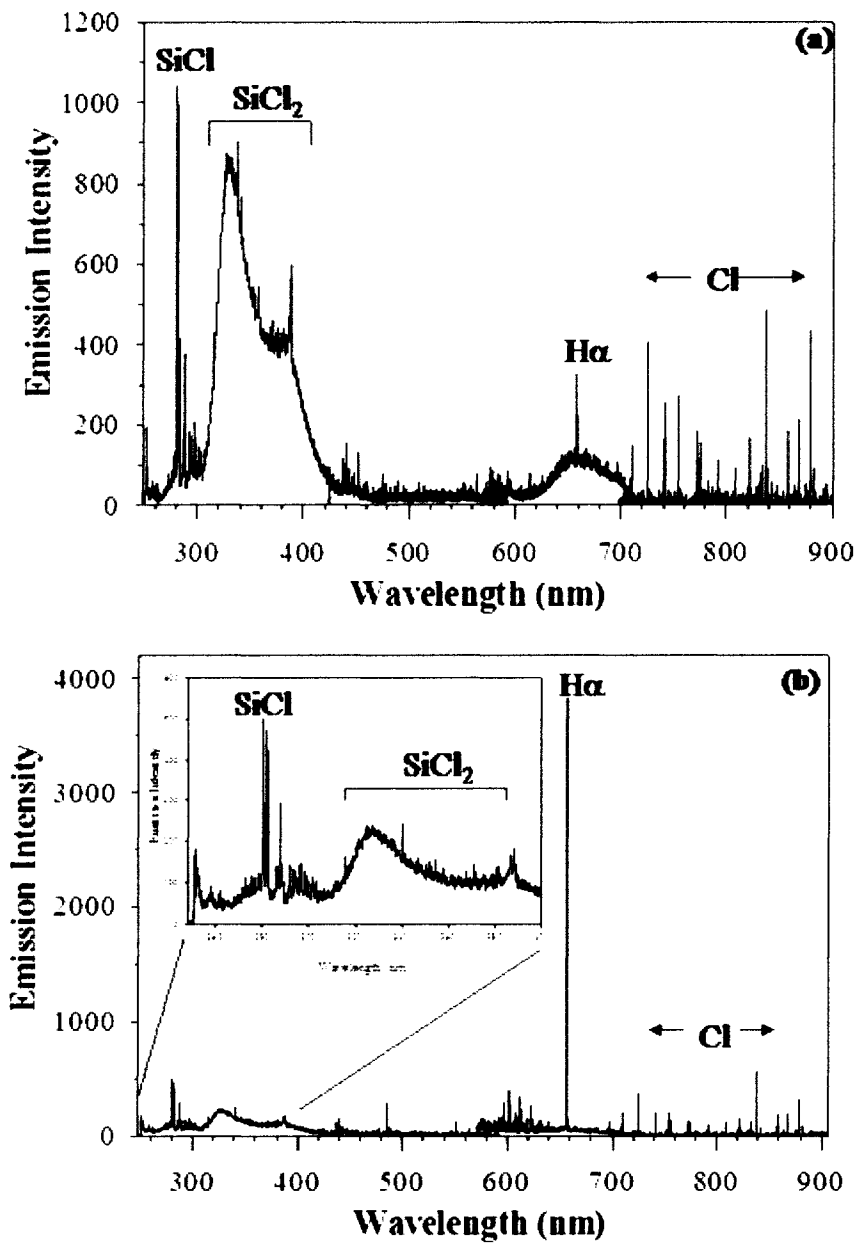 (a)
1200
1000
800
600
400
200
0
Emission Intensity
SiCl
SiCl₂
Hα
Cl
300 400 500 600 700 800 900
Wavelength (nm)
(b)
4000
3000
2000
1000
0
Emission Intensity
SiCl
SiCl₂
Hα
Cl
300 400 500 600 700 800 900
Wavelength (nm)